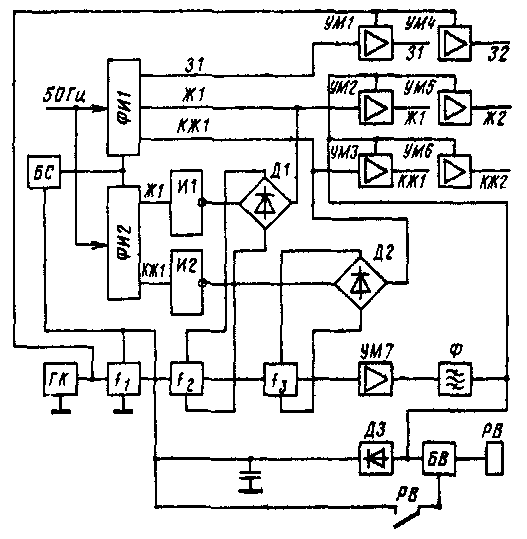 УМ1 УМ4
З1 З1 З2
50Гц ФИ1 Ж1 УМ2 УМ5
Ж1 Ж2
КЖ1 УМ3 УМ6
КЖ1 КЖ2
БС Ж1 И1 Д1
ФИ2 КЖ1 И2 Д2
УМ7 Ф
ГК f1 f2 f3
Д3 БВ РВ
РВ